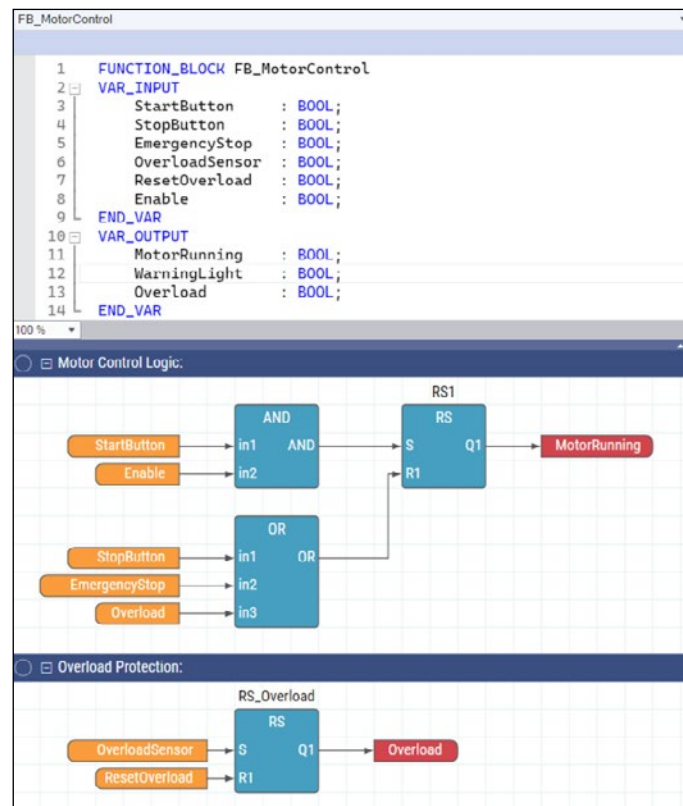 FB_MotorControl
1 FUNCTION_BLOCK FB_MotorControl
2 VAR_INPUT
3 StartButton : BOOL;
4 StopButton : BOOL;
5 EmergencyStop : BOOL;
6 OverloadSensor : BOOL;
7 ResetOverload : BOOL;
8 Enable : BOOL;
9 END_VAR
10 VAR_OUTPUT
11 MotorRunning : BOOL;
12 WarningLight : BOOL;
13 Overload : BOOL;
14 END_VAR
100 %
Motor Control Logic:
RS1
AND RS
StartButton in1 AND S Q1 MotorRunning
Enable in2 R1
OR
StopButton in1 OR
EmergencyStop in2
Overload in3
Overload Protection:
RS_Overload
RS
OverloadSensor S Q1 Overload
ResetOverload R1